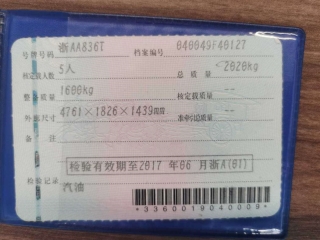 号牌号码 浙AA836T 档案编号 040049F40127
核定载人数 5人 总质量 2020kg
整备质量 1600kg 核定载质量
外廓尺寸 4761×1826×1439 准牵引总质量
备注
检验有效期至2017年06月浙A(01)
检验记录 汽油
*3360019040009*